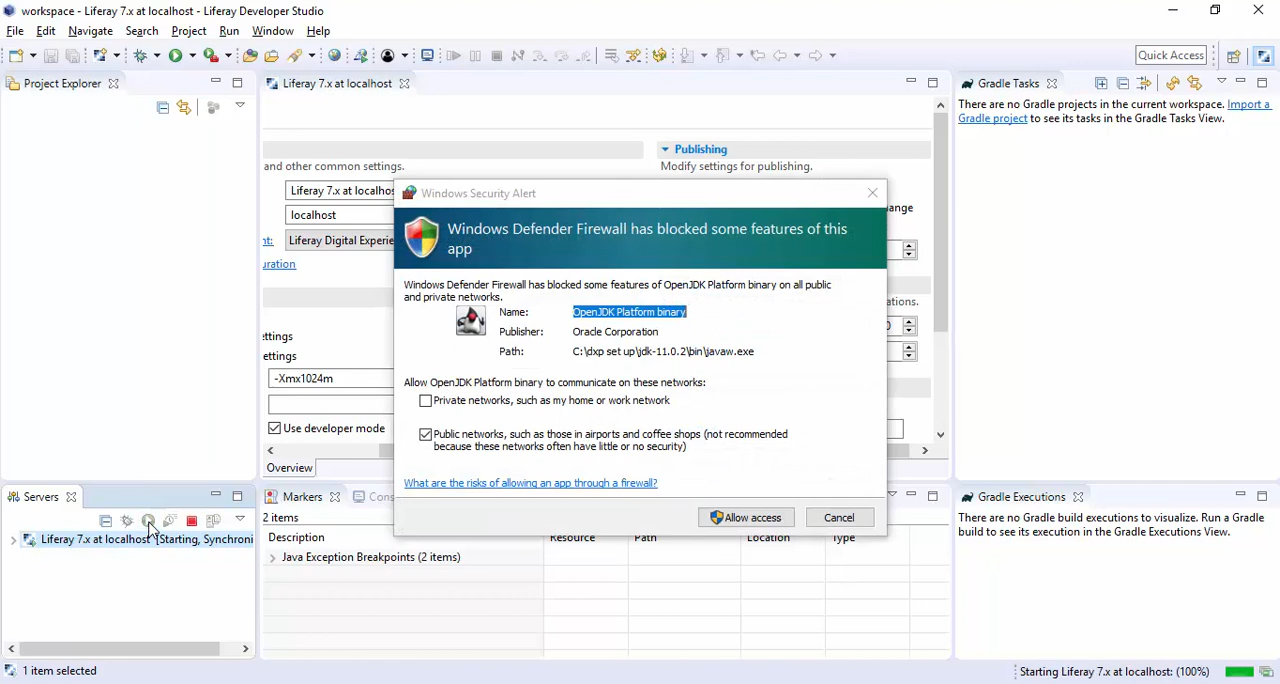 workspace - Liferay 7.x at localhost - Liferay Developer Studio
File Edit Navigate Search Project Run Window Help
Quick Access
Project Explorer
Liferay 7.x at localhost
and other common settings.
Liferay 7.x at localhos
localhost
Liferay Digital Experie
uration
ettings
ettings
-Xmx1024m
Use developer mode
Overview
Publishing
Modify settings for publishing.
ange
ations.
Windows Security Alert
Windows Defender Firewall has blocked some features of this
app
Windows Defender Firewall has blocked some features of OpenJDK Platform binary on all public
and private networks.
Name: OpenJDK Platform binary
Publisher: Oracle Corporation
Path: C:\dxp set up\jdk-11.0.2\bin\javaw.exe
Allow OpenJDK Platform binary to communicate on these networks:
Private networks, such as my home or work network
Public networks, such as those in airports and coffee shops (not recommended
because these networks often have little or no security)
What are the risks of allowing an app through a firewall?
Allow access Cancel
Gradle Tasks
There are no Gradle projects in the current workspace. Import a
Gradle project to see its tasks in the Gradle Tasks View.
Servers
Liferay 7.x at localhost [Starting, Synchroni
Markers Cons
2 items
Description Resource Path Location Type
Java Exception Breakpoints (2 items)
Gradle Executions
There are no Gradle build executions to visualize. Run a Gradle
build to see its execution in the Gradle Executions View.
1 item selected
Starting Liferay 7.x at localhost: (100%)